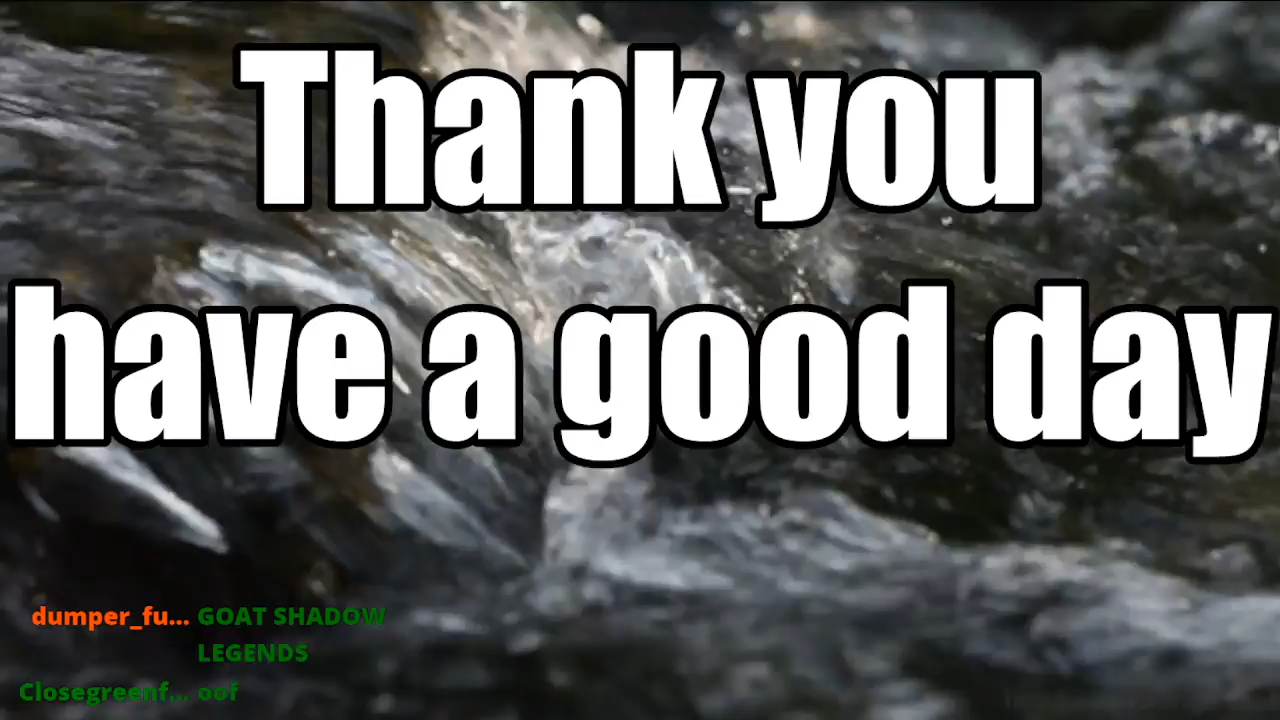 Thank you
have a good day
dumper_fu... GOAT SHADOW
LEGENDS
Closegreenf... oof